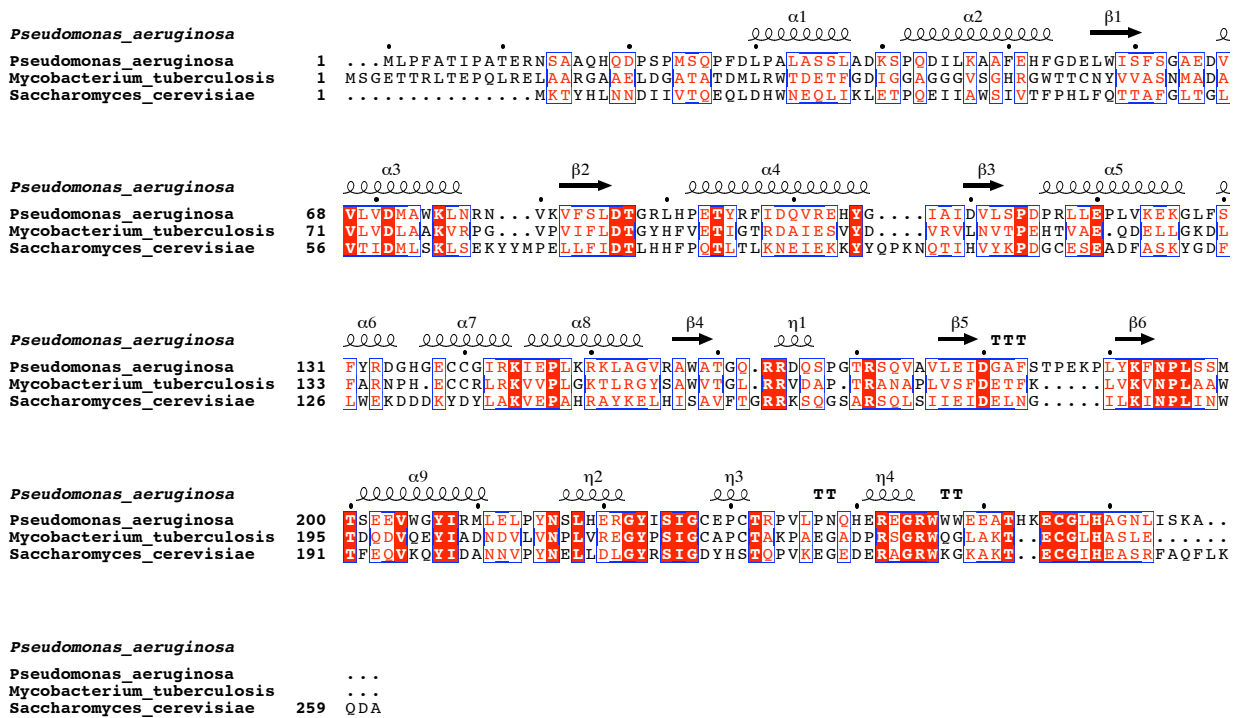 α1 α2 β1
Pseudomonas_aeruginosa
Pseudomonas_aeruginosa 1 ...MLPFATIPATERNSAAQHQDPSPMSQPFDLPALASSLADKSPQDILKAAFEHFGDELWISFSGAEDV
Mycobacterium_tuberculosis 1 MSGETTRLTEPQLRELAARGAAELDGATATDMLRWTDETFGDIGGAGGGVSGHRGWTTCNYVVASNMADA
Saccharomyces_cerevisiae 1 ...............MKTYHLNNDIIVTQEQLDHWNEQLIKLETPQEIIAWSIVTFPHLFQTTAFGLTGL
α3 β2 α4 β3 α5
Pseudomonas_aeruginosa
Pseudomonas_aeruginosa 68 VLVDMAWKLNRN...VKVFSLDTGRLHPETYRFIDQVREHYG....IAIDVLSPDPRLLEPLVKEKGLFS
Mycobacterium_tuberculosis 71 VLVDLAAKVRPG...VPVIFLDTGYHFVETIGTRDAIESVYD....VRVLNVTPEHTVAE.QDELLGKDL
Saccharomyces_cerevisiae 56 VTIDMLSKLSEKYYMPELLFIDTLHHFPQTLTLKNEIEKKYYQPKNQTIHVYKPDGCESEADFASKYGDF
α6 α7 α8 β4 η1 β5 TTT β6
Pseudomonas_aeruginosa
Pseudomonas_aeruginosa 131 FYRDGHGECCGIRKIEPLKRKLAGVRAWATGQ.RRDQSPGTRSQVAVLEIDGAFSTPEKPLYKFNPLSSM
Mycobacterium_tuberculosis 133 FARNPH.ECCRLRKVVPLGKTLRGYSAWVTGL.RRVDAP.TRANAPLVSFDETFK.....LVKVNPLAAW
Saccharomyces_cerevisiae 126 LWEKDDDKYDYLAKVEPAHRAYKELHISAVFTGRRKSQGSARSQLSIIEIDELNG.....ILKINPLINW
α9 η2 η3 TT η4 TT
Pseudomonas_aeruginosa
Pseudomonas_aeruginosa 200 TSEEVWGYIRMLELPYNSLHERGYISIGCEPCTRPVLPNQHEREGRWWWEEATHKECGLHAGNLISKA..
Mycobacterium_tuberculosis 195 TDQDVQEYIADNDVLVNPLVREGYPSIGCAPCTAKPAEGADPRSGRWQGLAKT..ECGLHASLE......
Saccharomyces_cerevisiae 191 TFEQVKQYIDANNVPYNELLDLGYRSIGDYHSTQPVKEGEDERAGRWKGKAKT..ECGIHEASRFAQFLK
Pseudomonas_aeruginosa
Pseudomonas_aeruginosa ...
Mycobacterium_tuberculosis ...
Saccharomyces_cerevisiae 259 QDA